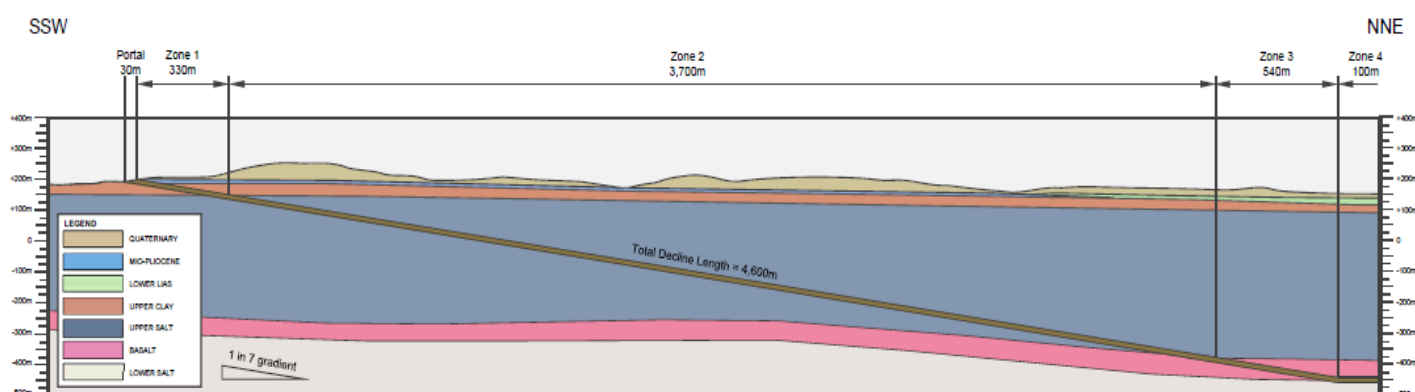 SSW
NNE
Portal
30m
Zone 1
330m
Zone 2
3,700m
Zone 3
540m
Zone 4
100m
+400m
+300m
+200m
+100m
0
-100m
-200m
-300m
-400m
+400m
+300m
+200m
+100m
0
-100m
-200m
-300m
-400m
LEGEND
QUATERNARY
MIO-PLIOCENE
LOWER LIAS
UPPER CLAY
UPPER SALT
BASALT
LOWER SALT
Total Decline Length = 4,600m
1 in 7 gradient